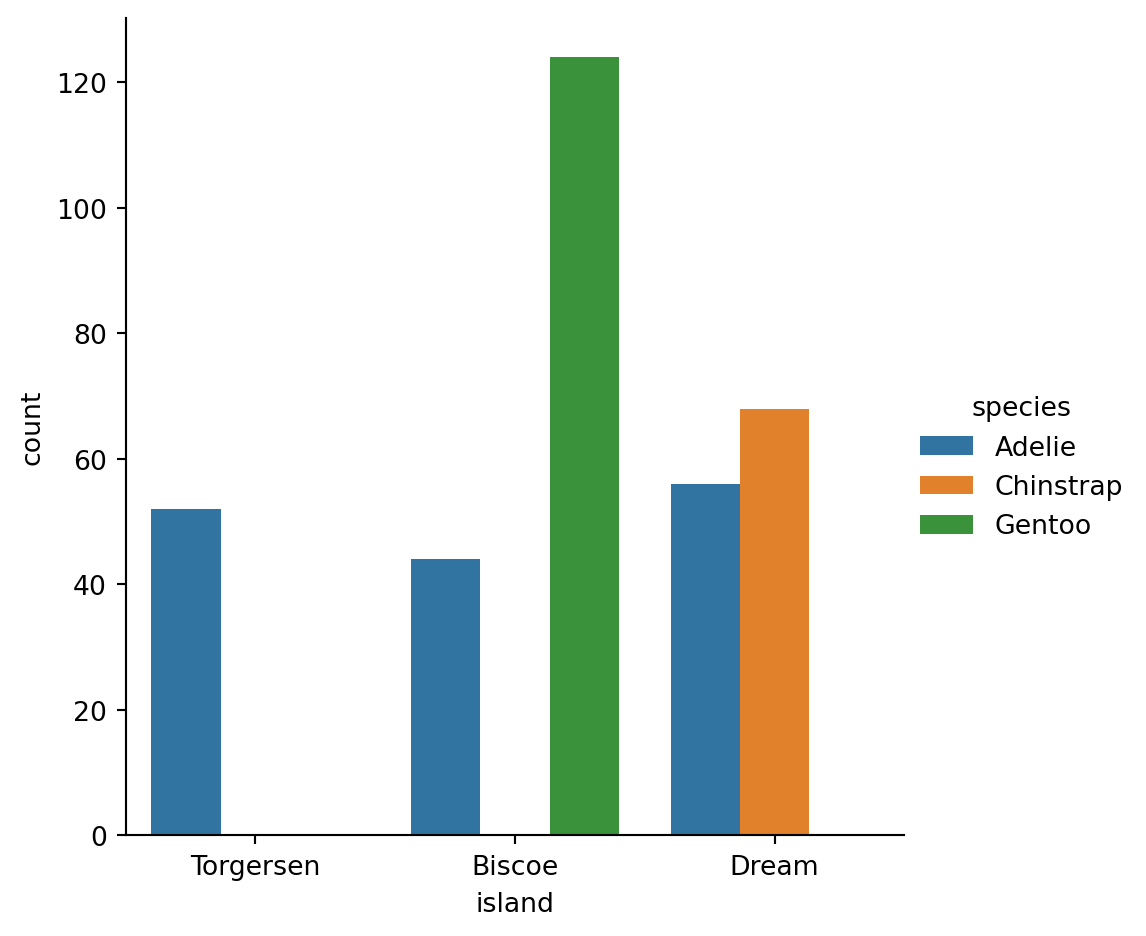 120
100
80
60
40
20
0
count
Torgersen Biscoe Dream
island
species
Adelie
Chinstrap
Gentoo